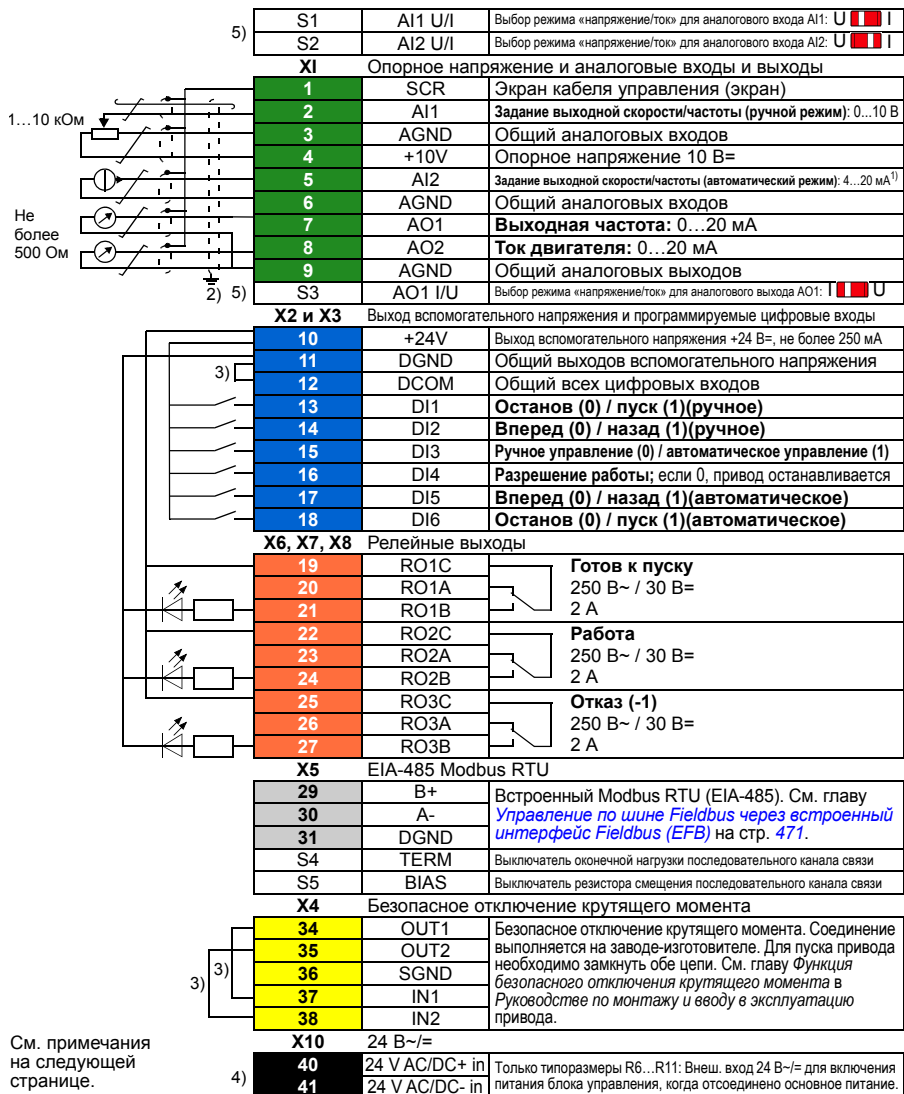 5)
S1 AI1 U/I Выбор режима «напряжение/ток» для аналогового входа AI1: U I
S2 AI2 U/I Выбор режима «напряжение/ток» для аналогового входа AI2: U I
XI Опорное напряжение и аналоговые входы и выходы
1 SCR Экран кабеля управления (экран)
1…10 кОм
2 AI1 Задание выходной скорости/частоты (ручной режим): 0...10 В
3 AGND Общий аналоговых входов
4 +10V Опорное напряжение 10 В=
5 AI2 Задание выходной скорости/частоты (автоматический режим): 4…20 мА1)
6 AGND Общий аналоговых входов
Не более 500 Ом
7 AO1 Выходная частота: 0…20 мА
8 AO2 Ток двигателя: 0…20 мА
9 AGND Общий аналоговых выходов
2) 5)
S3 AO1 I/U Выбор режима «напряжение/ток» для аналогового выхода AO1: I U
X2 и X3 Выход вспомогательного напряжения и программируемые цифровые входы
10 +24V Выход вспомогательного напряжения +24 В=, не более 250 мА
3)
11 DGND Общий выходов вспомогательного напряжения
12 DCOM Общий всех цифровых входов
13 DI1 Останов (0) / пуск (1)(ручное)
14 DI2 Вперед (0) / назад (1)(ручное)
15 DI3 Ручное управление (0) / автоматическое управление (1)
16 DI4 Разрешение работы; если 0, привод останавливается
17 DI5 Вперед (0) / назад (1)(автоматическое)
18 DI6 Останов (0) / пуск (1)(автоматическое)
X6, X7, X8 Релейные выходы
19 RO1C Готов к пуску
20 RO1A 250 В~ / 30 В=
21 RO1B 2 А
22 RO2C Работа
23 RO2A 250 В~ / 30 В=
24 RO2B 2 А
25 RO3C Отказ (-1)
26 RO3A 250 В~ / 30 В=
27 RO3B 2 А
X5 EIA-485 Modbus RTU
29 B+ Встроенный Modbus RTU (EIA-485). См. главу
30 A- Управление по шине Fieldbus через встроенный
31 DGND интерфейс Fieldbus (EFB) на стр. 471.
S4 TERM Выключатель оконечной нагрузки последовательного канала связи
S5 BIAS Выключатель резистора смещения последовательного канала связи
X4 Безопасное отключение крутящего момента
3) 3)
34 OUT1
35 OUT2
36 SGND
37 IN1
38 IN2
Безопасное отключение крутящего момента. Соединение
выполняется на заводе-изготовителе. Для пуска привода
необходимо замкнуть обе цепи. См. главу Функция
безопасного отключения крутящего момента в
Руководстве по монтажу и вводу в эксплуатацию
привода.
См. примечания
на следующей
странице.
X10 24 В~/=
4)
40 24 V AC/DC+ in
41 24 V AC/DC- in
Только типоразмеры R6…R11: Внеш. вход 24 В~/= для включения
питания блока управления, когда отсоединено основное питание.